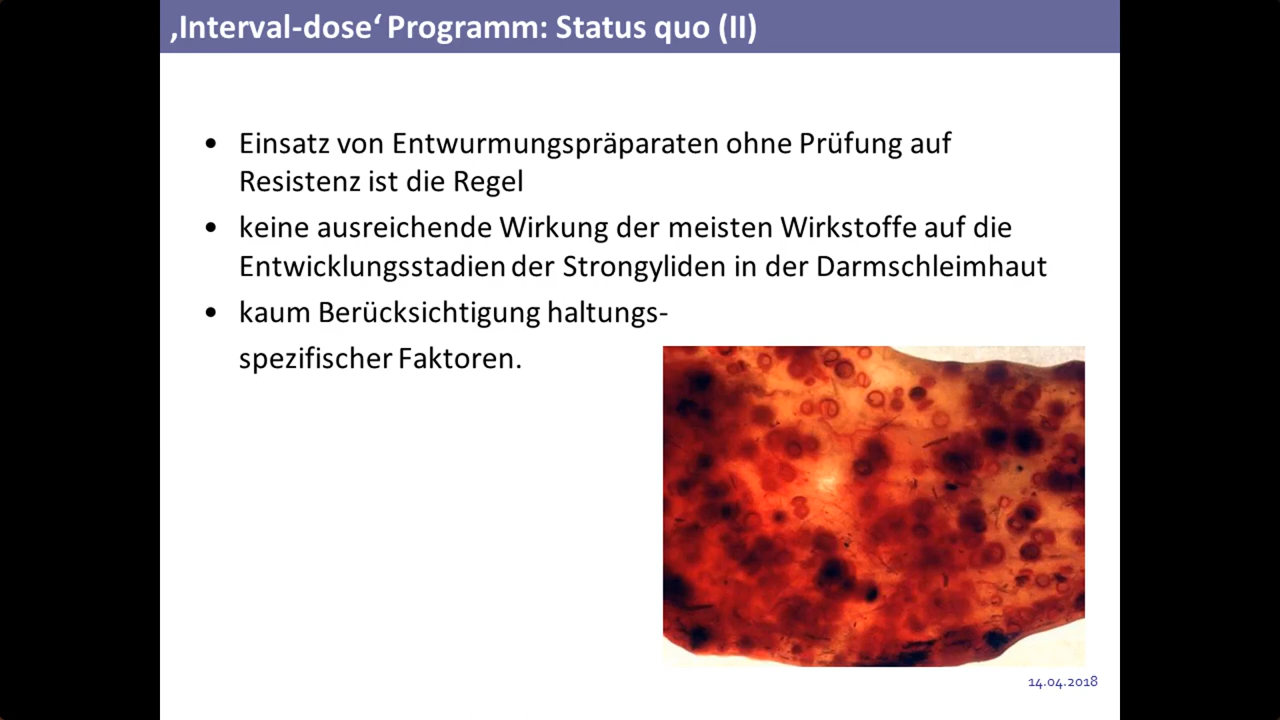 ‚Interval-dose‘ Programm: Status quo (II)
• Einsatz von Entwurmungspräparaten ohne Prüfung auf
Resistenz ist die Regel
• keine ausreichende Wirkung der meisten Wirkstoffe auf die
Entwicklungsstadien der Strongyliden in der Darmschleimhaut
• kaum Berücksichtigung haltungs-
spezifischer Faktoren.
14.04.2018